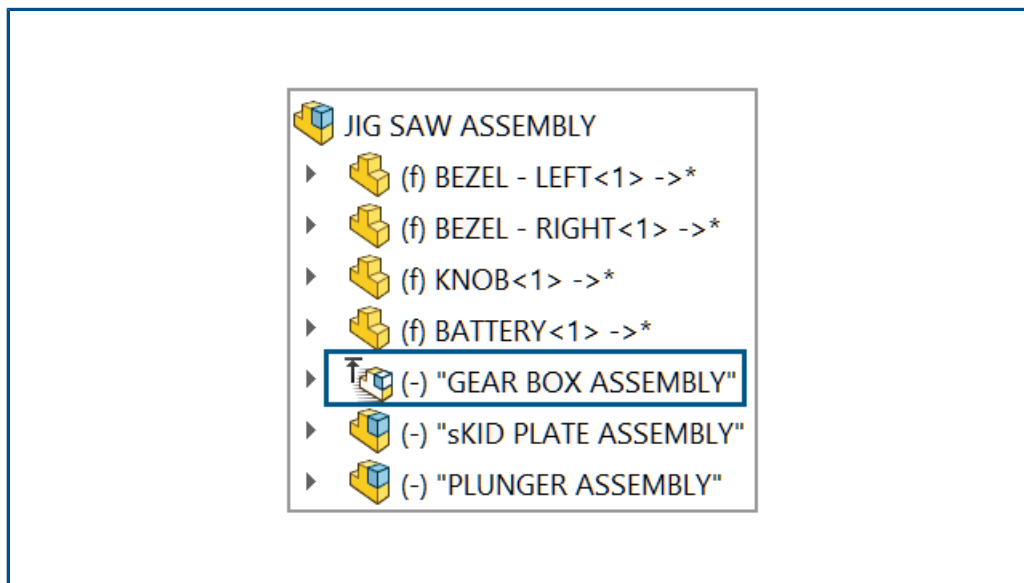 JIG SAW ASSEMBLY
(f) BEZEL - LEFT<1> ->*
(f) BEZEL - RIGHT<1> ->*
(f) KNOB<1> ->*
(f) BATTERY<1> ->*
(-) "GEAR BOX ASSEMBLY"
(-) "sKID PLATE ASSEMBLY"
(-) "PLUNGER ASSEMBLY"